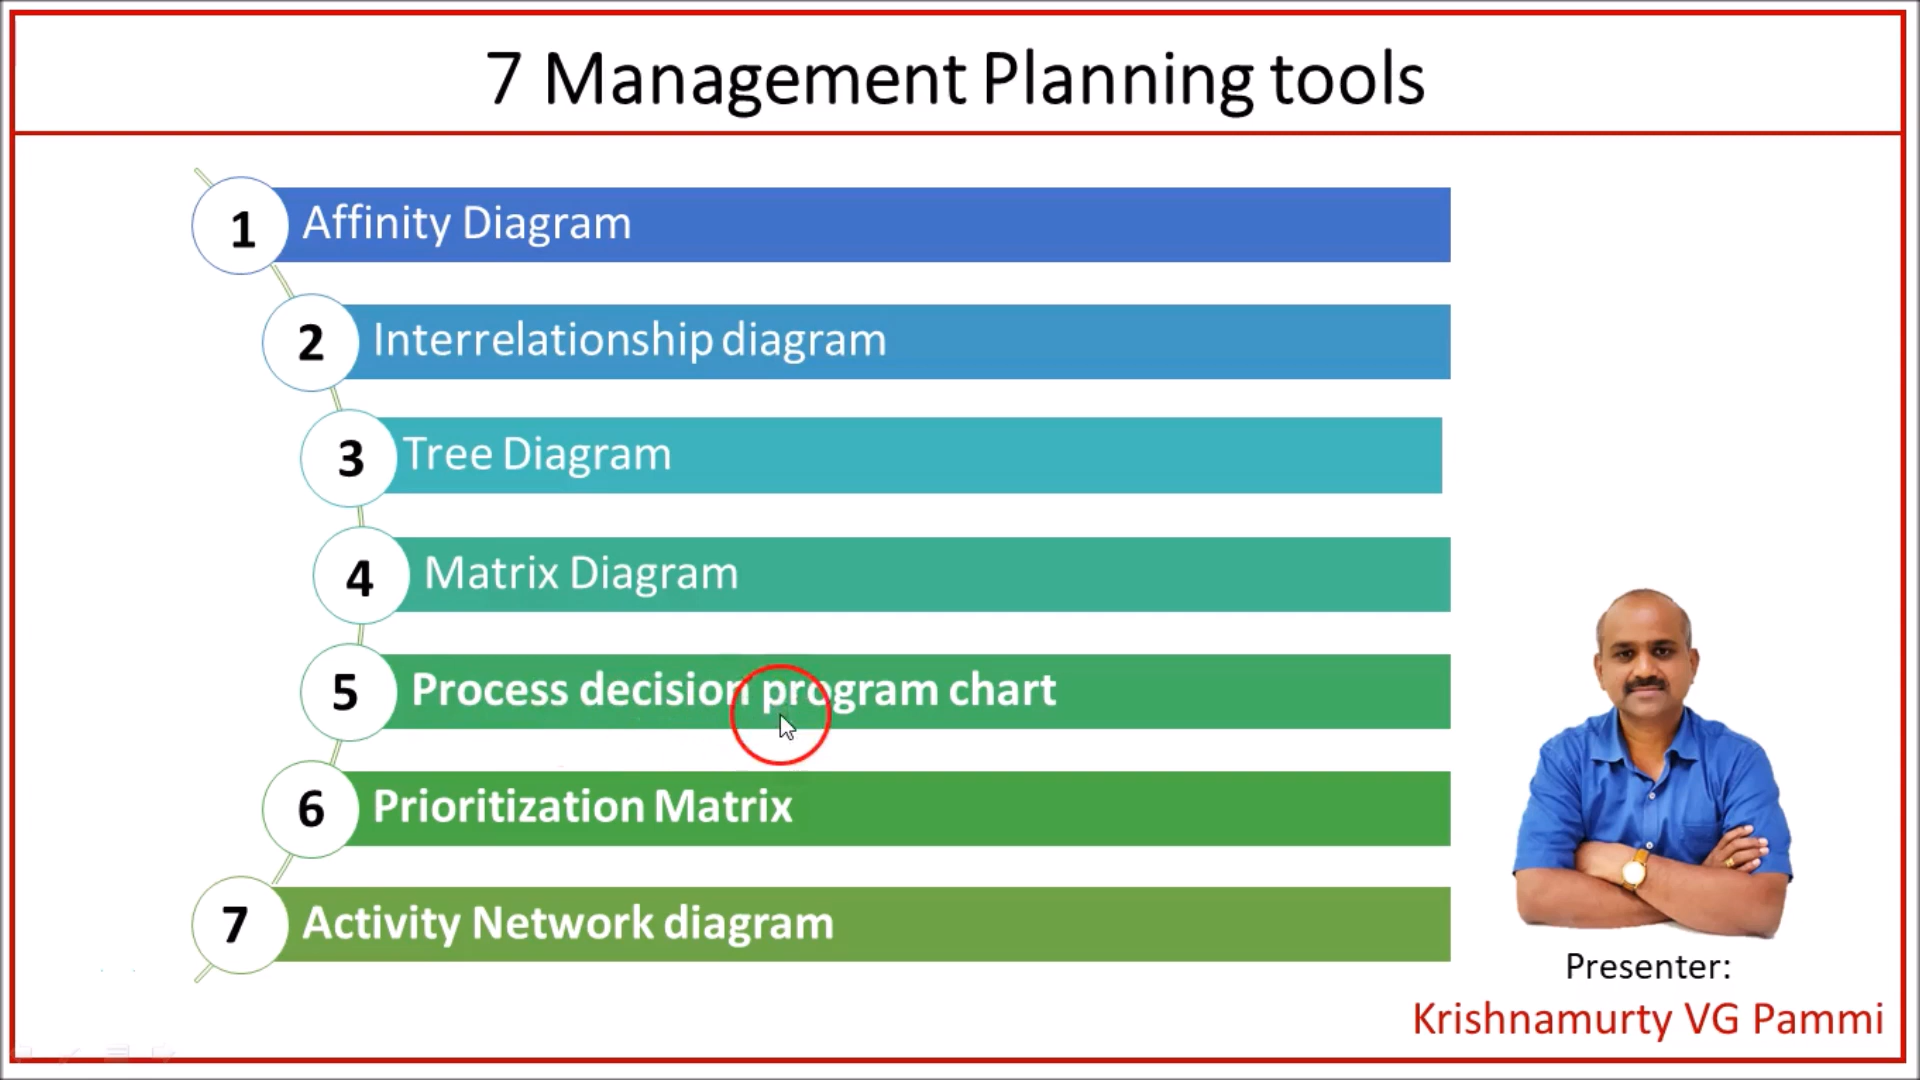 7 Management Planning tools
1 Affinity Diagram
2 Interrelationship diagram
3 Tree Diagram
4 Matrix Diagram
5 Process decision program chart
6 Prioritization Matrix
7 Activity Network diagram
Presenter:
Krishnamurty VG Pammi